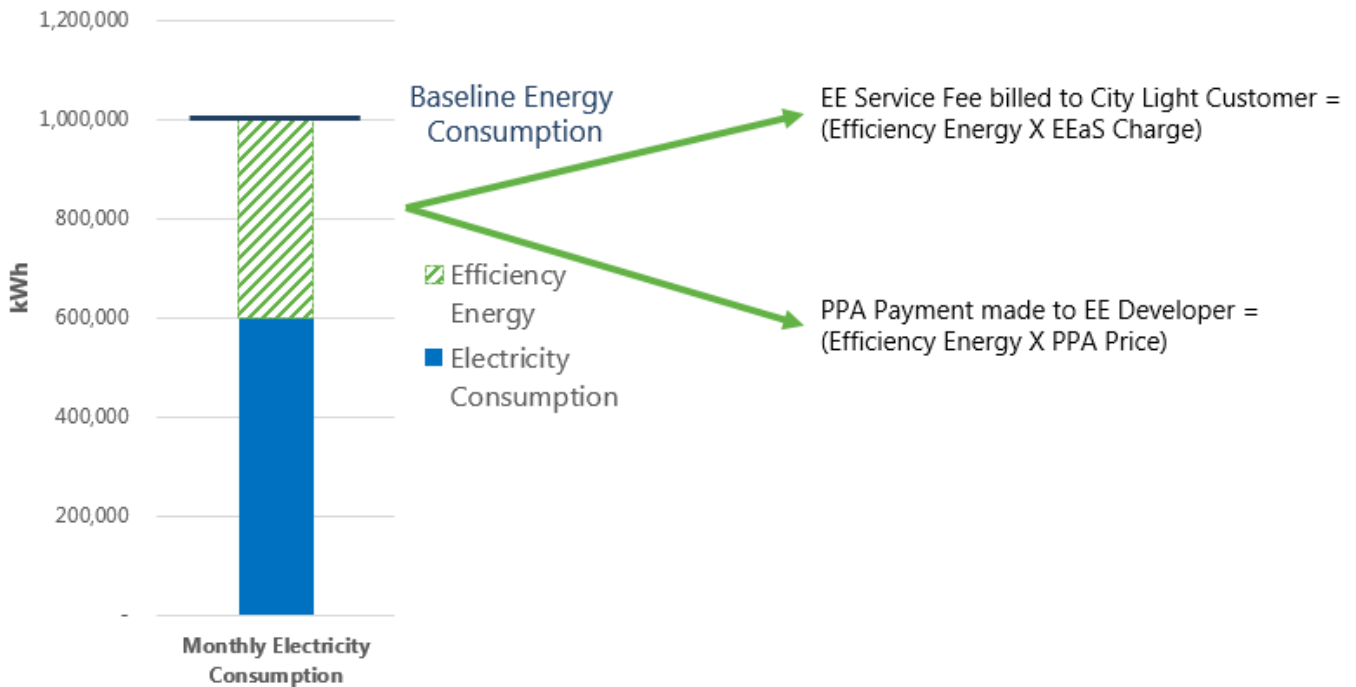 1,200,000
1,000,000
800,000
600,000
400,000
200,000
-
kWh
Monthly Electricity
Consumption
Baseline Energy
Consumption
Efficiency
Energy
Electricity
Consumption
EE Service Fee billed to City Light Customer =
(Efficiency Energy X EEaS Charge)
PPA Payment made to EE Developer =
(Efficiency Energy X PPA Price)